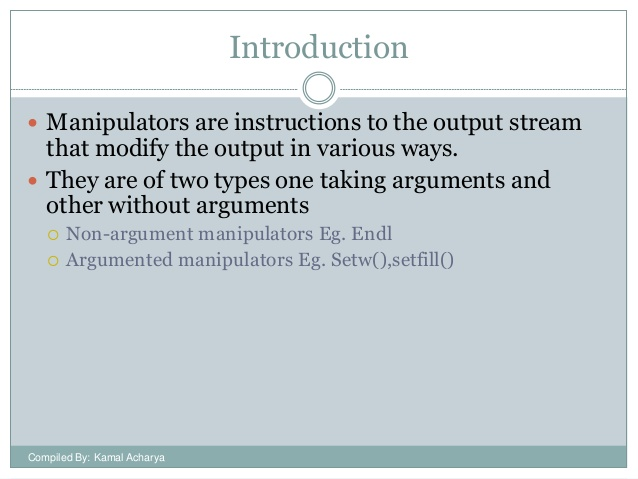 Introduction
Manipulators are instructions to the output stream
that modify the output in various ways.
They are of two types one taking arguments and
other without arguments
Non-argument manipulators Eg. Endl
Argumented manipulators Eg. Setw(),setfill()
Compiled By: Kamal Acharya